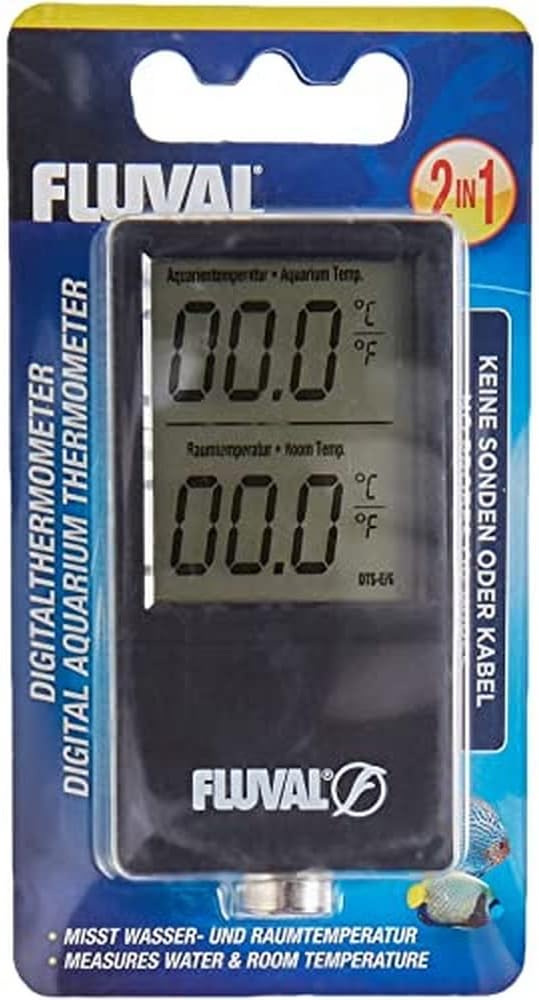 FLUVAL®
2 IN 1
DIGITALTHERMOMETER
DIGITAL AQUARIUM THERMOMETER
Aquarientemperatur • Aquarium Temp.
00.0 °C
°F
Raumtemperatur • Room Temp.
00.0 °C
°F
DTS-E/G
KEINE SONDEN ODER KABEL
FLUVAL®
• MISST WASSER- UND RAUMTEMPERATUR
• MEASURES WATER & ROOM TEMPERATURE